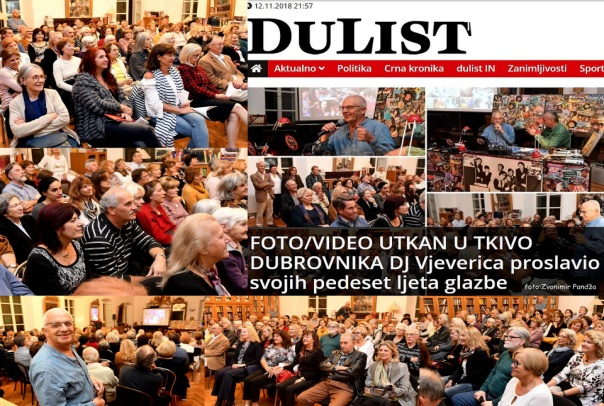 12.11.2018 21:57
DULIST
Aktualno
Politika
Crna kronika
dulist IN
Zanimljivosti
Sport
FOTO/VIDEO UTKAN U TKIVO
DUBROVNIKA DJ Vjeverica proslavio
svojih pedeset ljeta glazbe
foto Zvonimir Pandža